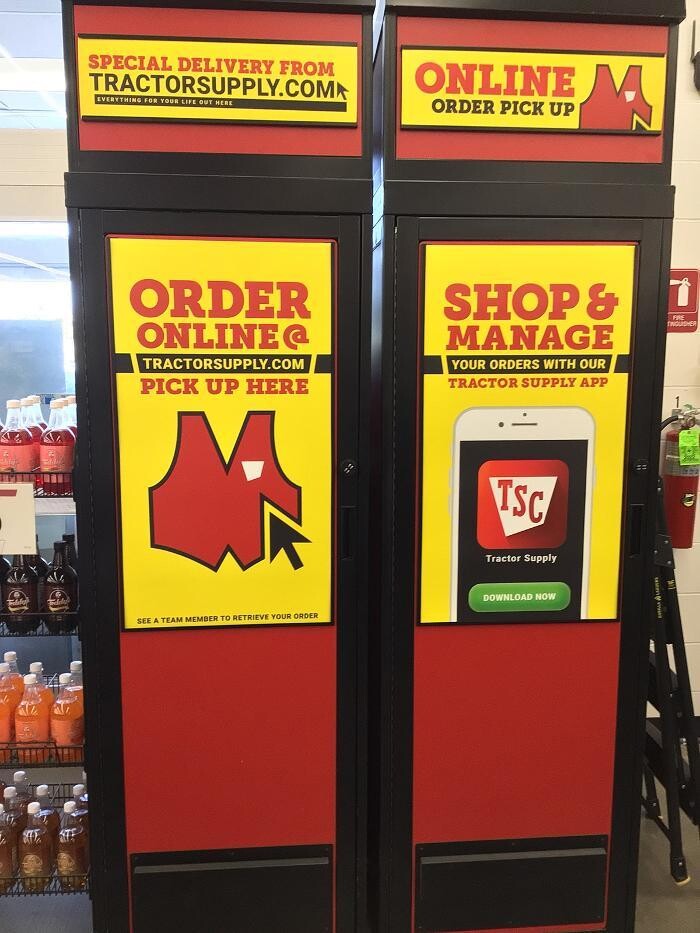 SPECIAL DELIVERY FROM
TRACTORSUPPLY.COM
EVERYTHING FOR YOUR LIFE OUT HERE
ONLINE
ORDER PICK UP
ORDER
ONLINE @
TRACTORSUPPLY.COM
PICK UP HERE
SEE A TEAM MEMBER TO RETRIEVE YOUR ORDER
SHOP &
MANAGE
YOUR ORDERS WITH OUR
TRACTOR SUPPLY APP
TSC
Tractor Supply
DOWNLOAD NOW
FIRE
1